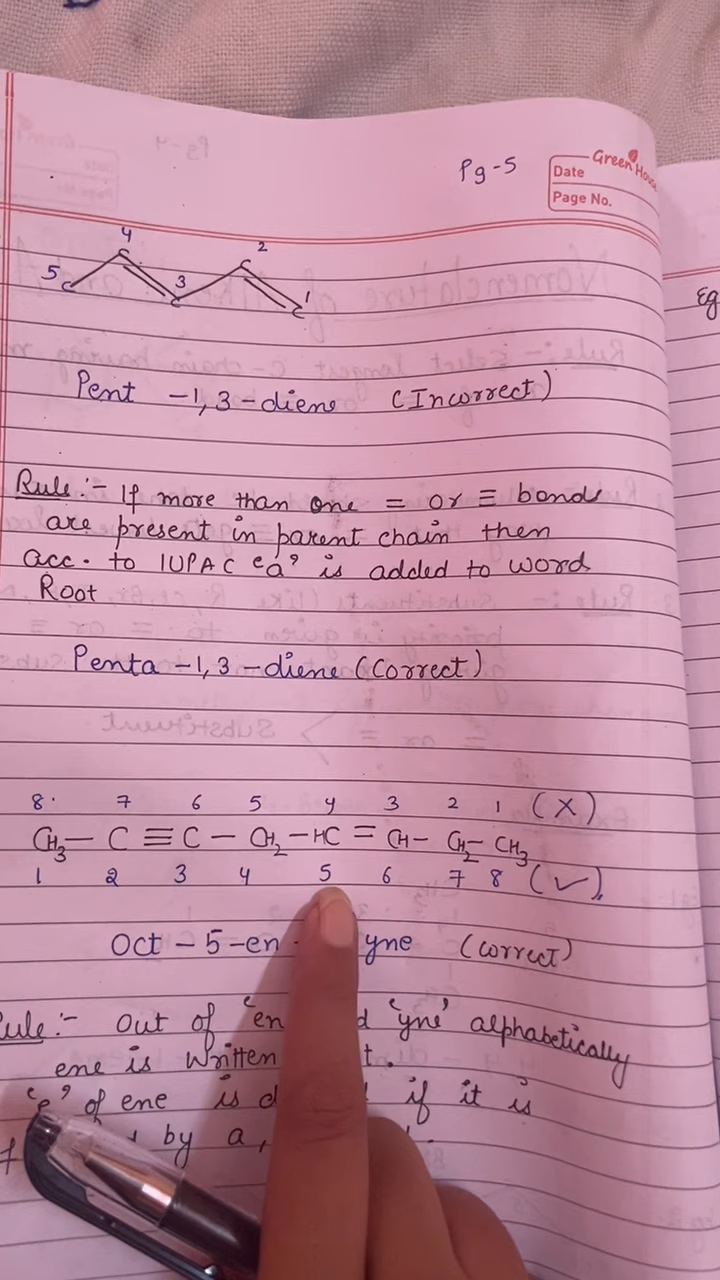 Pg-5
Green House
Date
Page No.
4 2
5 3 1
Eg
Pent -1,3-diene (Incorrect)
Rule:- If more than one = or ≡ bonds
are present in parent chain then
acc. to IUPAC 'a' is added to word
Root
Penta -1,3-diene (Correct)
8 7 6 5 4 3 2 1 (X)
CH3 - C ≡ C - CH2 - HC = CH - CH2 - CH3
1 2 3 4 5 6 7 8 (✓)
Oct - 5-en yne (correct)
Rule:- Out of 'en 'yne' alphabetically
ene is written
'e' of ene is if it is
by a,